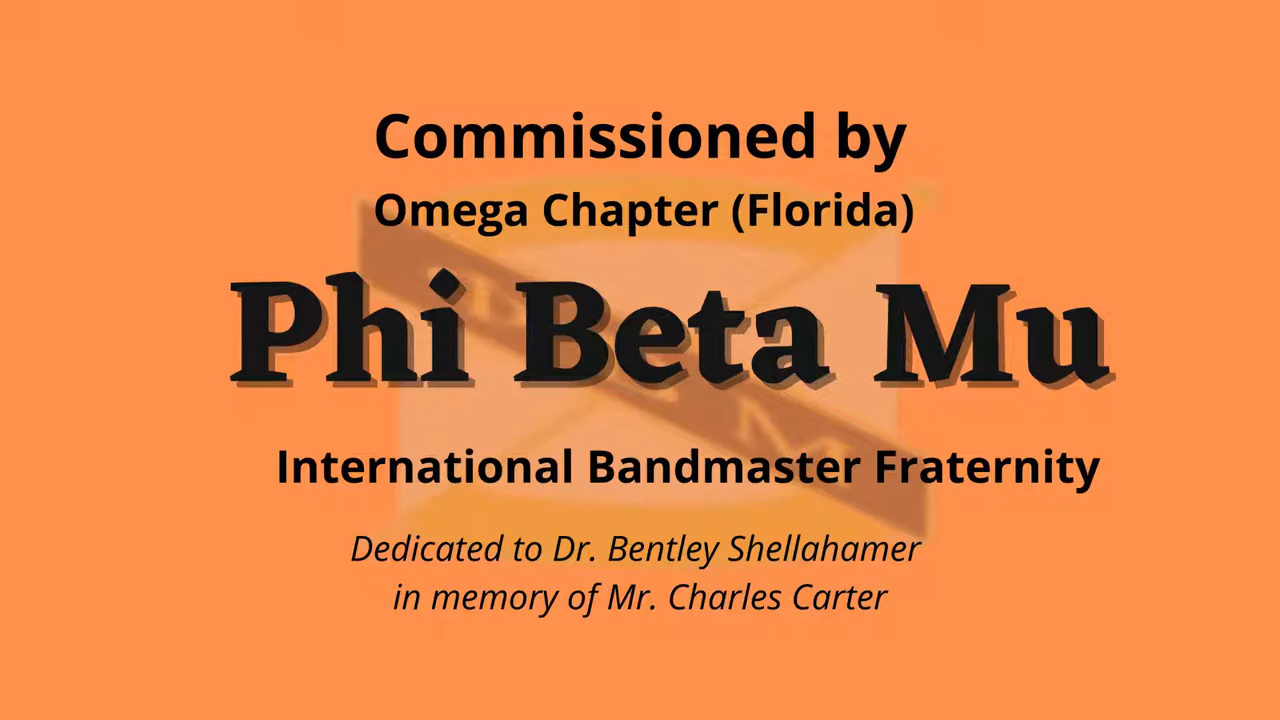 Commissioned by
Omega Chapter (Florida)
Phi Beta Mu
International Bandmaster Fraternity
Dedicated to Dr. Bentley Shellahamer
in memory of Mr. Charles Carter